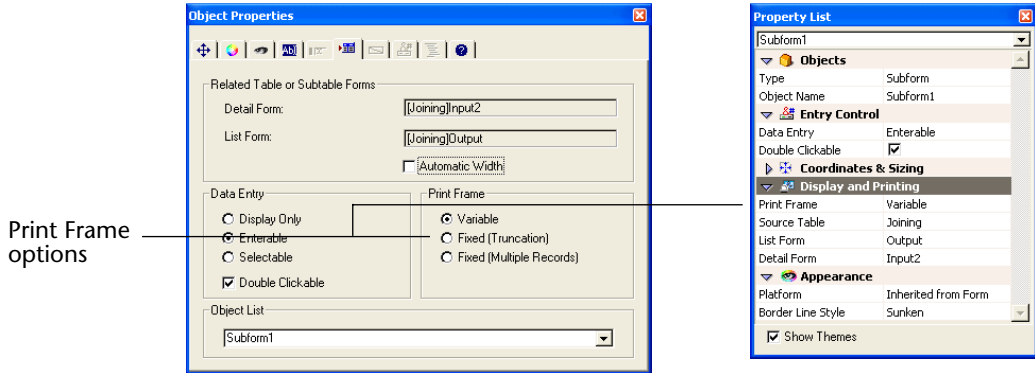 Object Properties
Related Table or Subtable Forms
Detail Form: [Joining]Input2
List Form: [Joining]Output
Automatic Width
Data Entry
Display Only
Enterable
Selectable
Double Clickable
Print Frame
Variable
Fixed (Truncation)
Fixed (Multiple Records)
Object List
Subform1
Print Frame
options
Property List
Subform1
Objects
Type Subform
Object Name Subform1
Entry Control
Data Entry Enterable
Double Clickable
Coordinates & Sizing
Display and Printing
Print Frame Variable
Source Table Joining
List Form Output
Detail Form Input2
Appearance
Platform Inherited from Form
Border Line Style Sunken
Show Themes